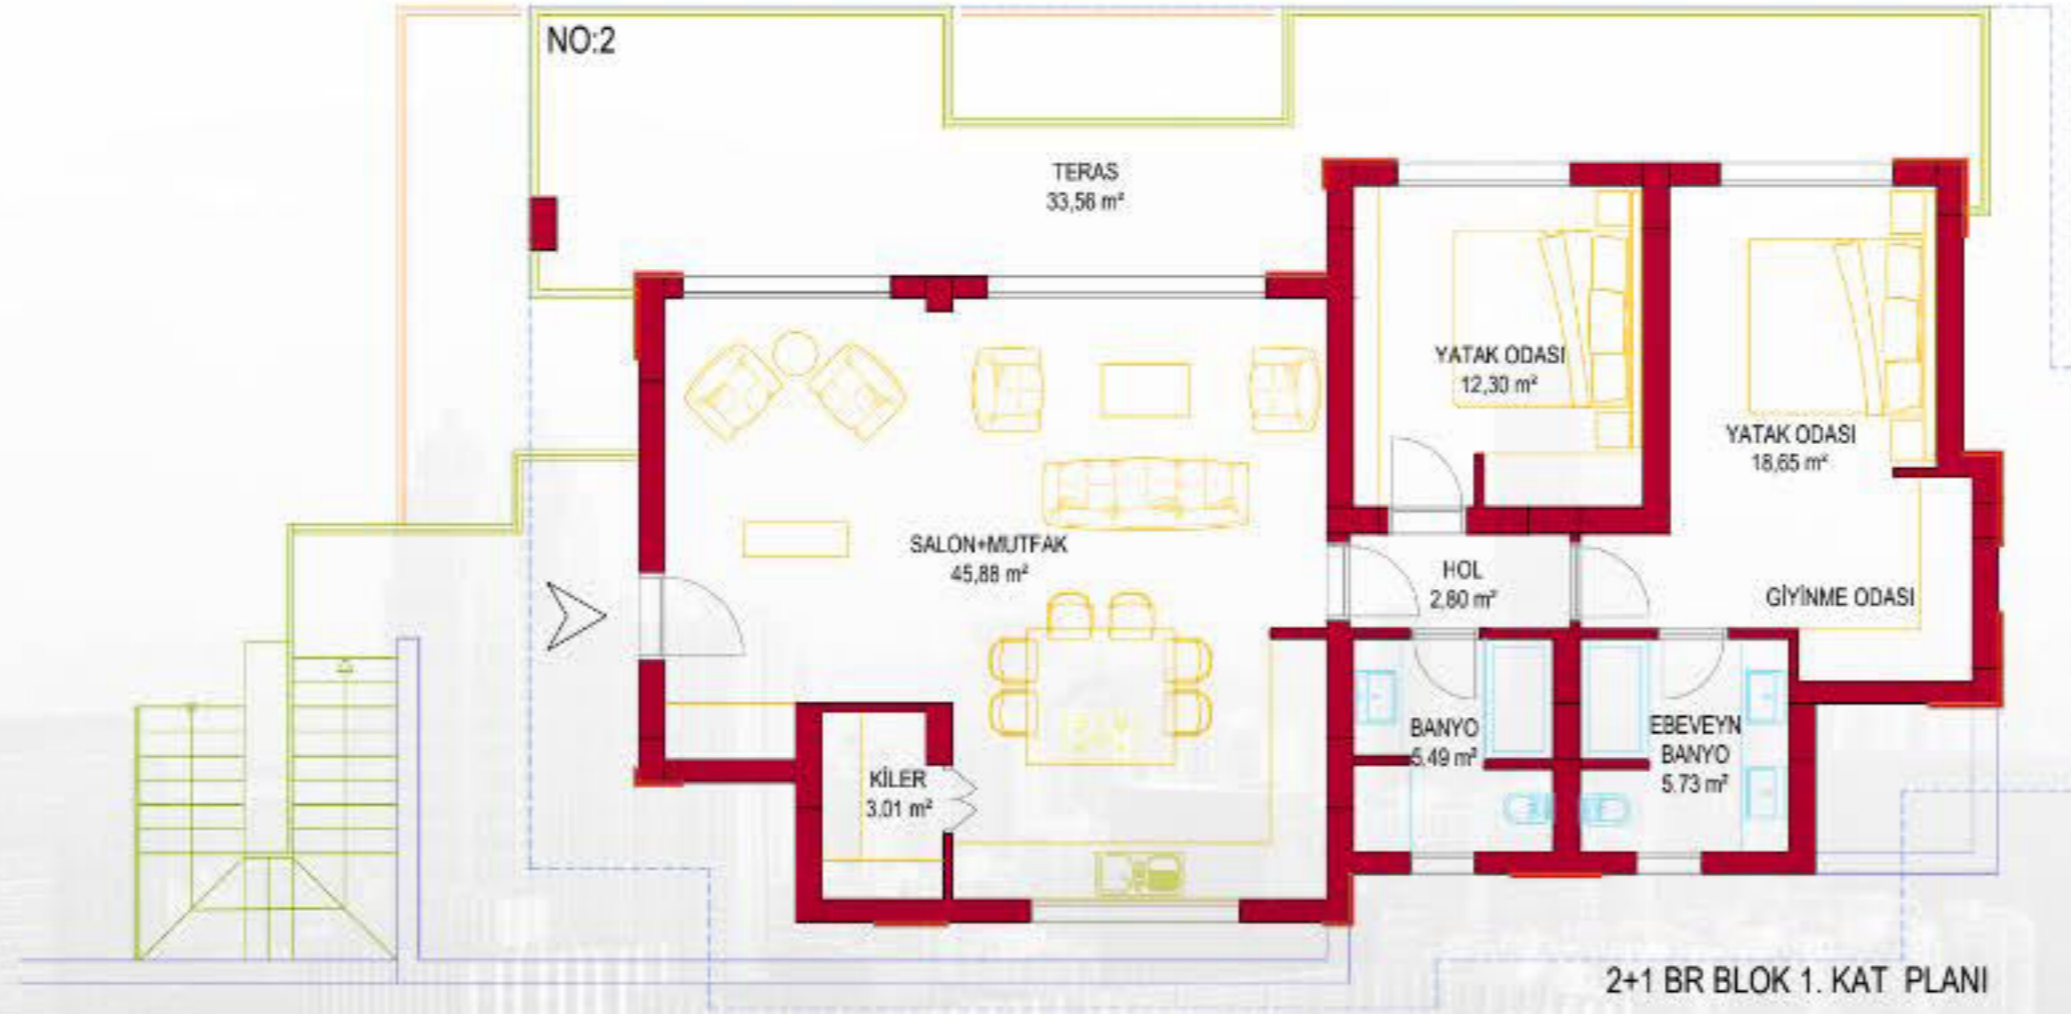 NO:2
TERAS
33,56 m²
YATAK ODASI
12,30 m²
YATAK ODASI
18,65 m²
SALON+MUTFAK
45,88 m²
HOL
2,80 m²
GİYİNME ODASI
BANYO
5.49 m²
EBEVEYN
BANYO
5.73 m²
KİLER
3.01 m²
2+1 BR BLOK 1. KAT PLANI